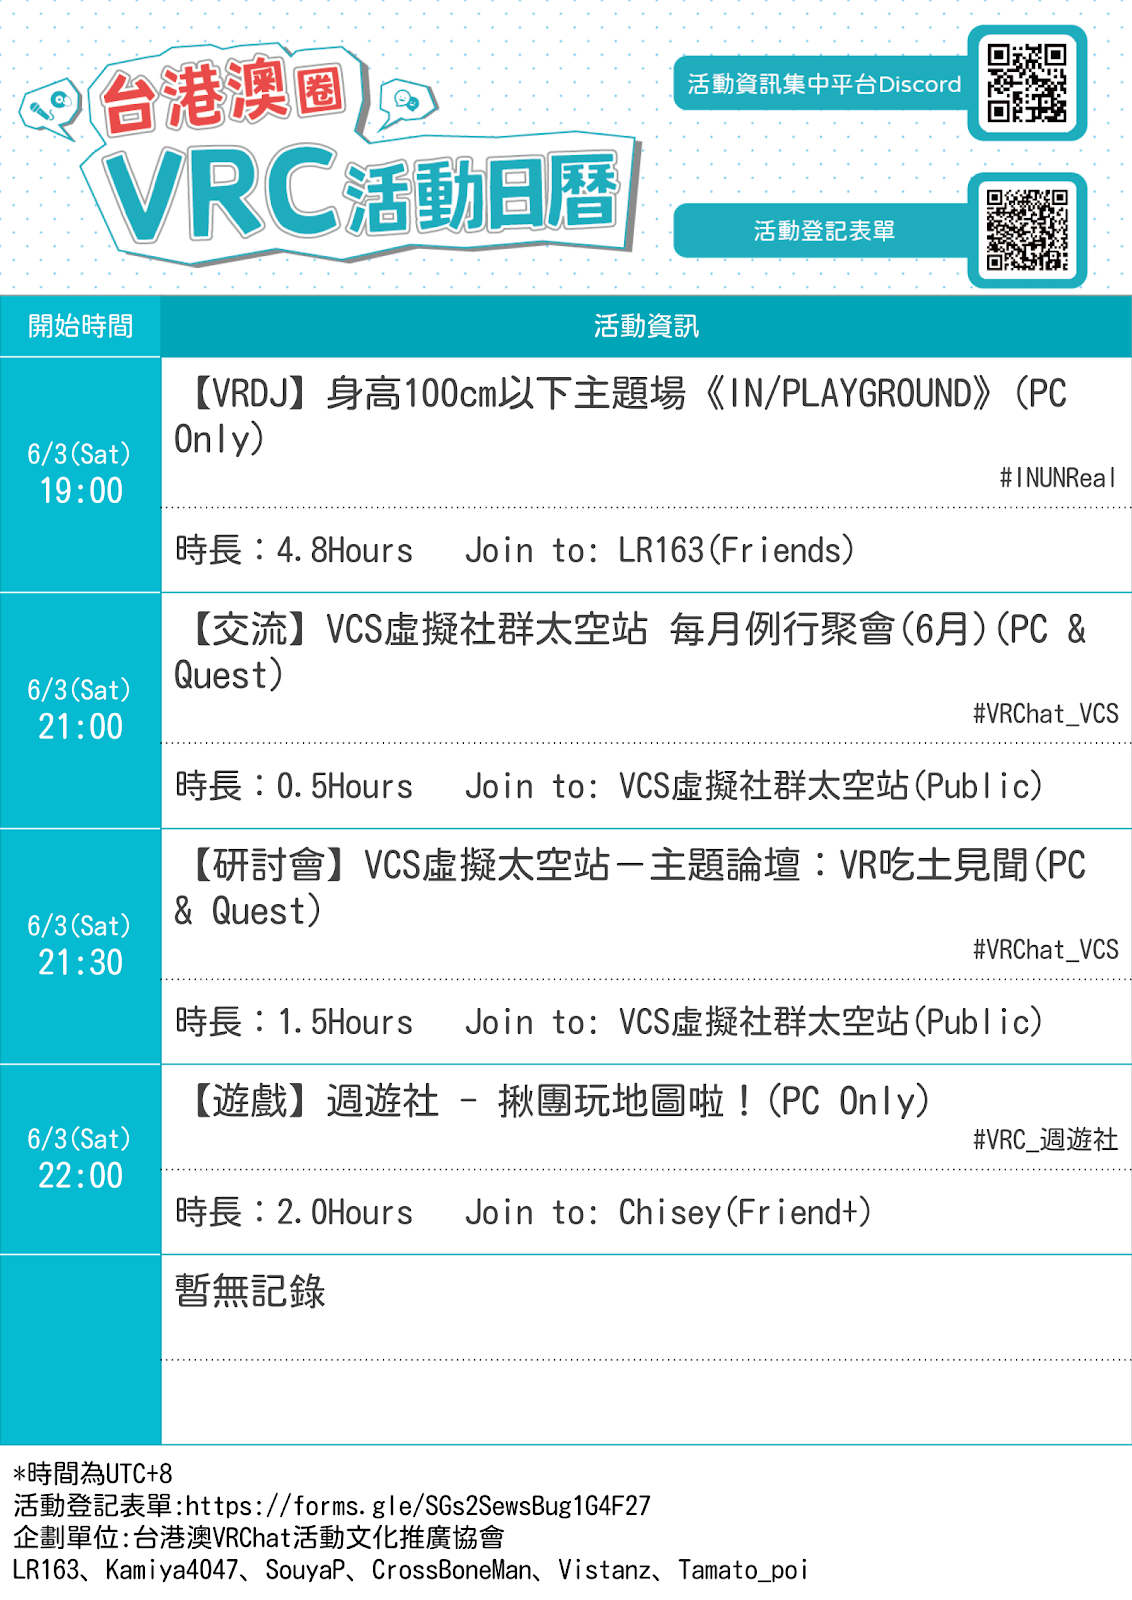 台港澳圈
VRC活動日曆
活動資訊集中平台Discord
活動登記表單
開始時間
活動資訊
6/3(Sat)
19:00
【VRDJ】身高100cm以下主題場《IN/PLAYGROUND》(PC
Only)
#INUNReal
時長：4.8Hours Join to: LR163(Friends)
6/3(Sat)
21:00
【交流】VCS虛擬社群太空站 每月例行聚會(6月)(PC &
Quest)
#VRChat_VCS
時長：0.5Hours Join to: VCS虛擬社群太空站(Public)
6/3(Sat)
21:30
【研討會】VCS虛擬太空站－主題論壇：VR吃土見聞(PC
& Quest)
#VRChat_VCS
時長：1.5Hours Join to: VCS虛擬社群太空站(Public)
6/3(Sat)
22:00
【遊戲】週遊社 - 揪團玩地圖啦！(PC Only)
#VRC_週遊社
時長：2.0Hours Join to: Chisey(Friend+)
暫無記錄
*時間為UTC+8
活動登記表單:https://forms.gle/SGs2SewsBug1G4F27
企劃單位:台港澳VRChat活動文化推廣協會
LR163、Kamiya4047、SouyaP、CrossBoneMan、Vistanz、Tamato_poi